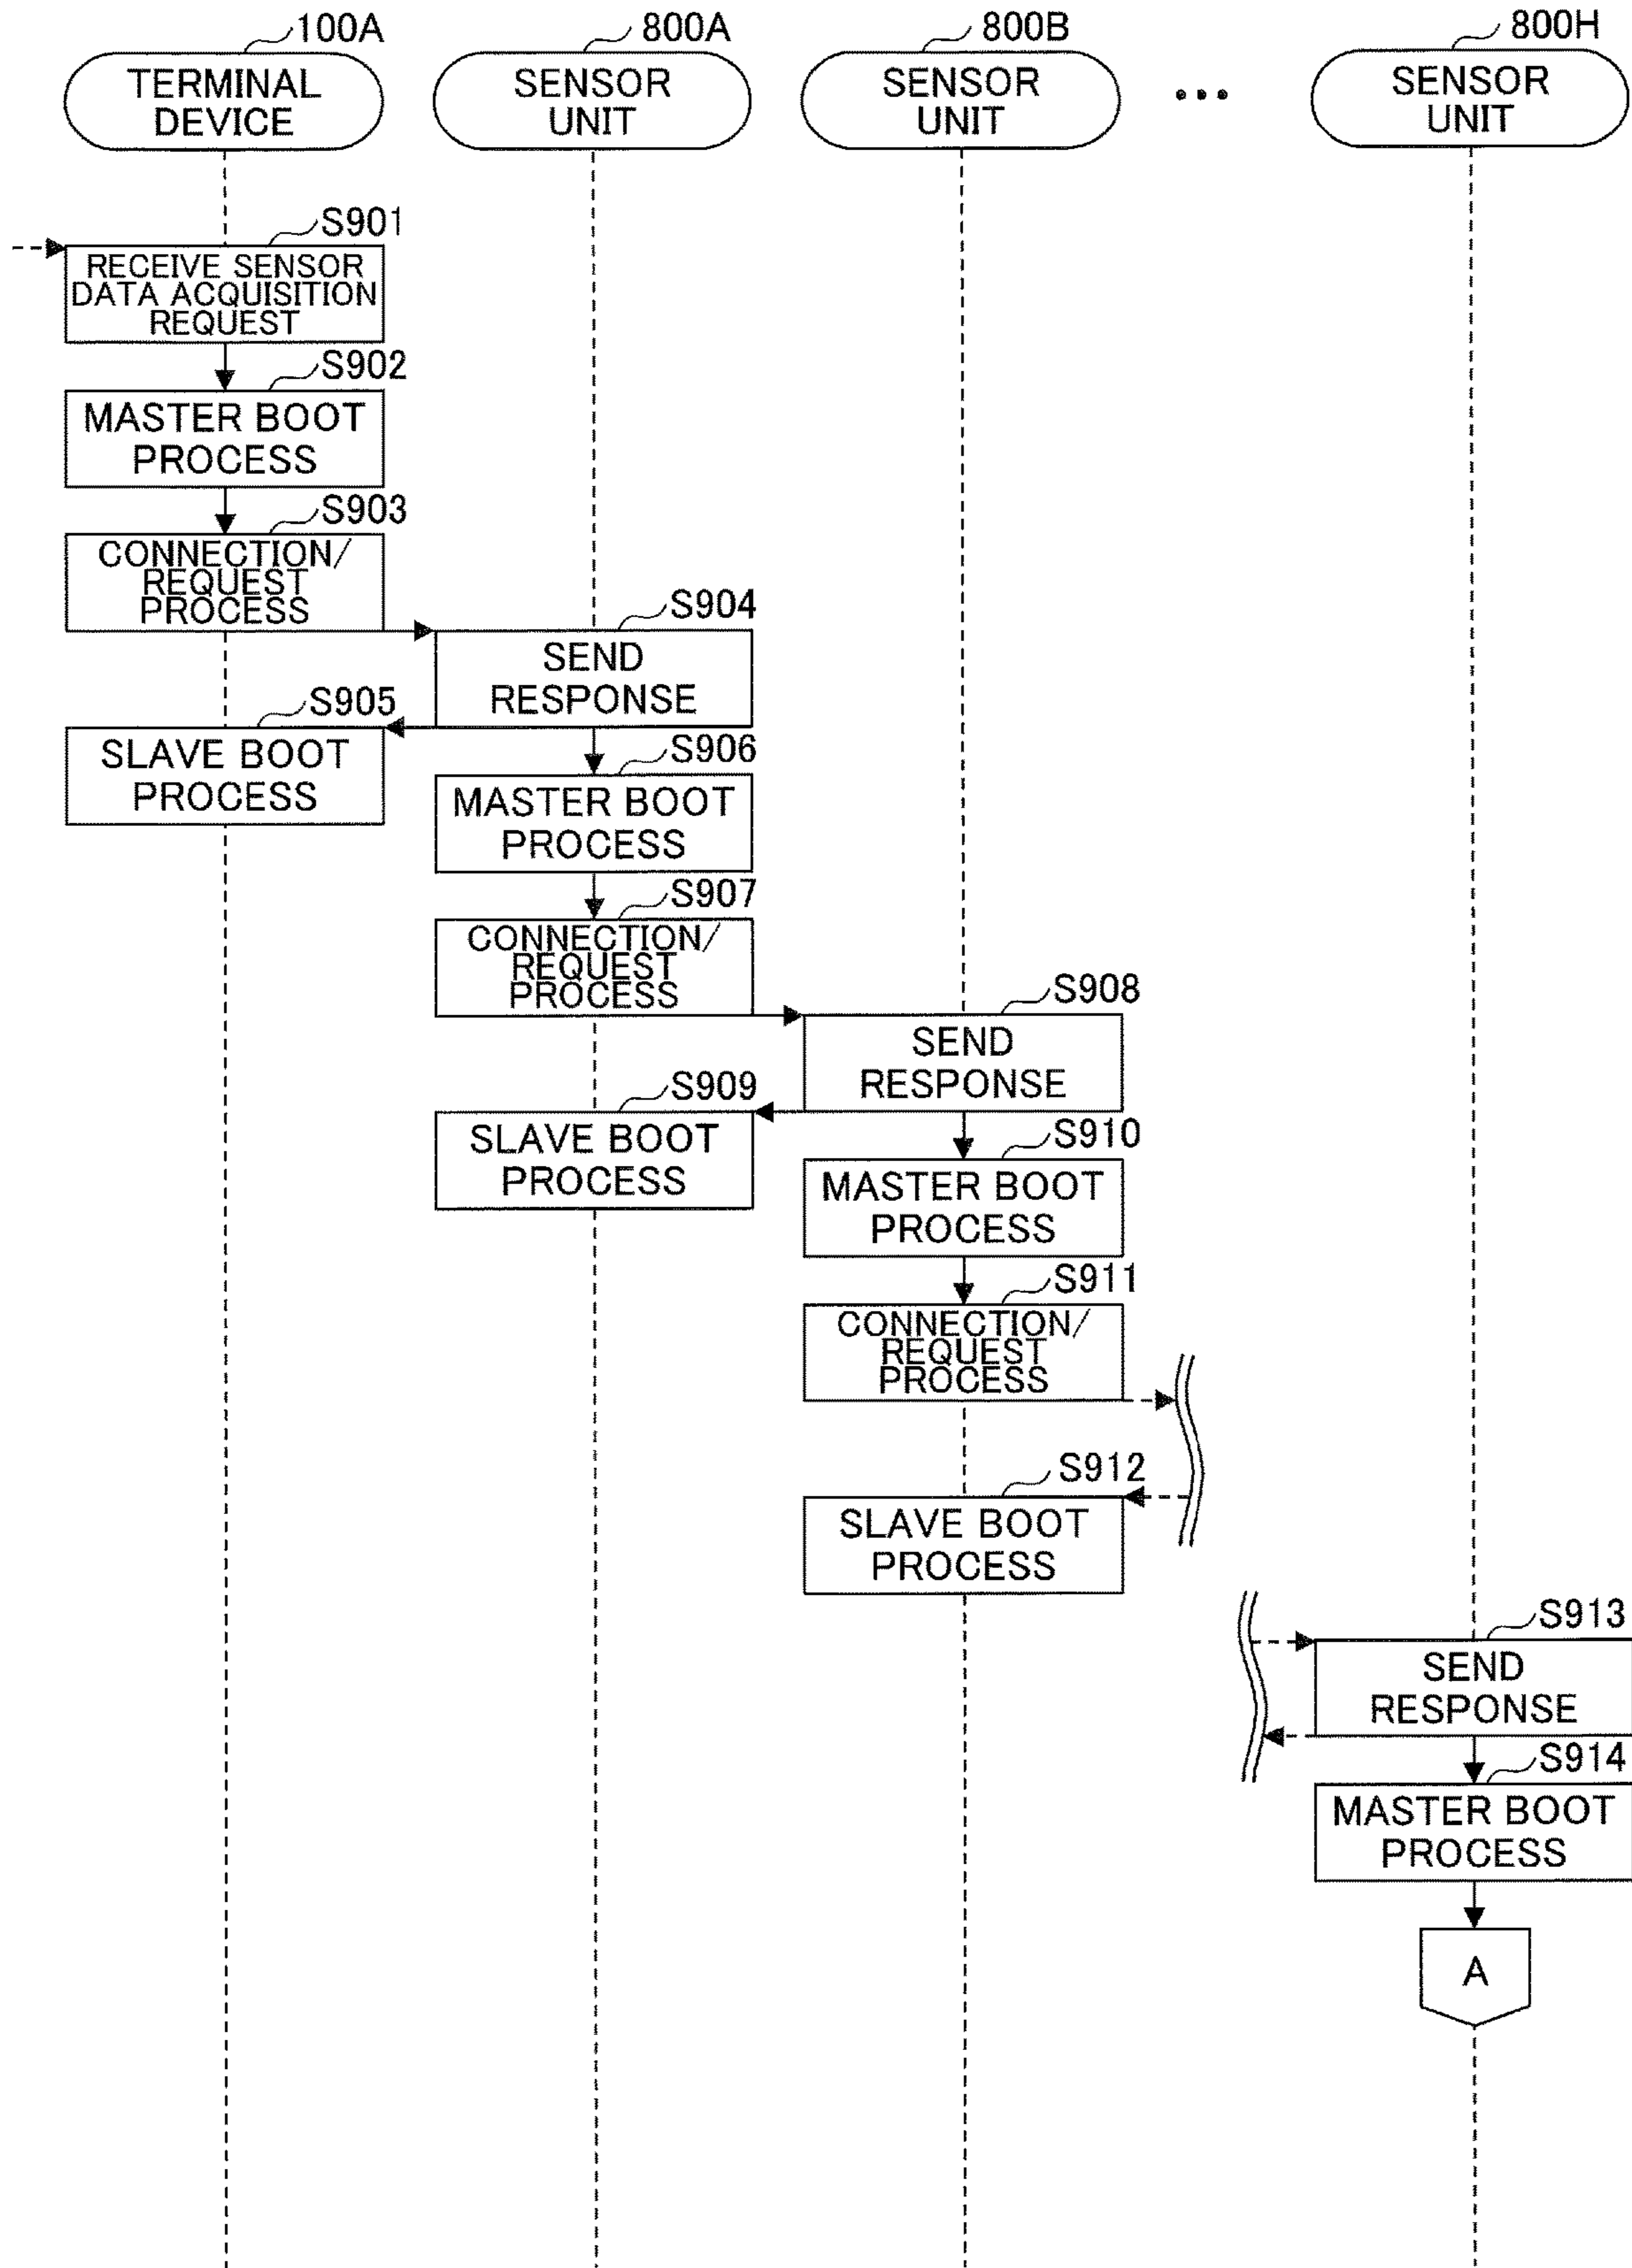 100A
800A
800B
800H
TERMINAL
DEVICE
SENSOR
UNIT
SENSOR
UNIT
...
SENSOR
UNIT
S901
RECEIVE SENSOR
DATA ACQUISITION
REQUEST
S902
MASTER BOOT
PROCESS
S903
CONNECTION/
REQUEST
PROCESS
S904
SEND
RESPONSE
S905
SLAVE BOOT
PROCESS
S906
MASTER BOOT
PROCESS
S907
CONNECTION/
REQUEST
PROCESS
S908
SEND
RESPONSE
S909
SLAVE BOOT
PROCESS
S910
MASTER BOOT
PROCESS
S911
CONNECTION/
REQUEST
PROCESS
S912
SLAVE BOOT
PROCESS
S913
SEND
RESPONSE
S914
MASTER BOOT
PROCESS
A